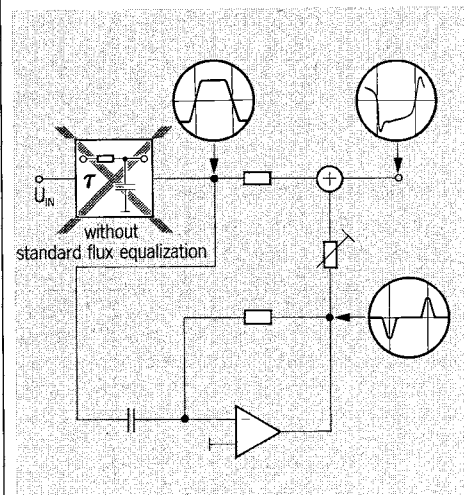 τ
U_IN
without
standard flux equalization